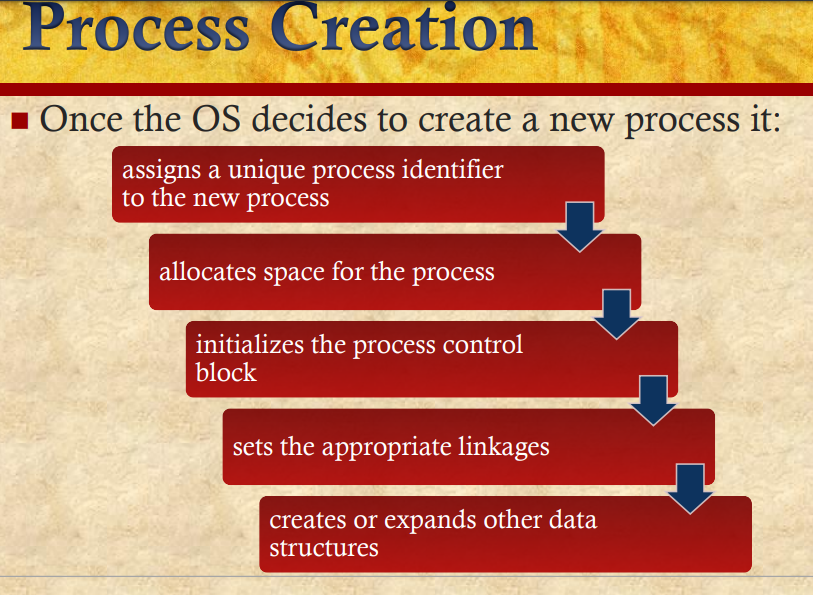 Process Creation
Once the OS decides to create a new process it:
assigns a unique process identifier
to the new process
allocates space for the process
initializes the process control
block
sets the appropriate linkages
creates or expands other data
structures